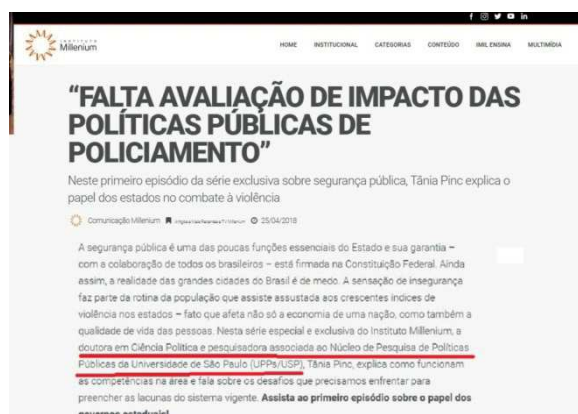 Instituto
Millenium
HOME INSTITUCIONAL CATEGORIAS CONTEÚDO IMIL ENSINA MULTIMÍDIA
“FALTA AVALIAÇÃO DE IMPACTO DAS
POLÍTICAS PÚBLICAS DE
POLICIAMENTO”
Neste primeiro episódio da série exclusiva sobre segurança pública, Tânia Pinc explica o
papel dos estados no combate à violência
Comunicação Millenium 25/04/2018
A segurança pública é uma das poucas funções essenciais do Estado e sua garantia –
com a colaboração de todos os brasileiros – está firmada na Constituição Federal. Ainda
assim, a realidade das grandes cidades do Brasil é de medo. A sensação de insegurança
faz parte da rotina da população que assiste assustada aos crescentes índices de
violência nos estados – fato que afeta não só a economia de uma nação, como também a
qualidade de vida das pessoas. Nesta série especial e exclusiva do Instituto Millenium, a
doutora em Ciência Política e pesquisadora associada ao Núcleo de Pesquisa de Políticas
Públicas da Universidade de São Paulo (UPPs/USP), Tânia Pinc, explica como funcionam
as competências na área e fala sobre os desafios que precisamos enfrentar para
preencher as lacunas do sistema vigente. Assista ao primeiro episódio sobre o papel dos
governos estaduais!